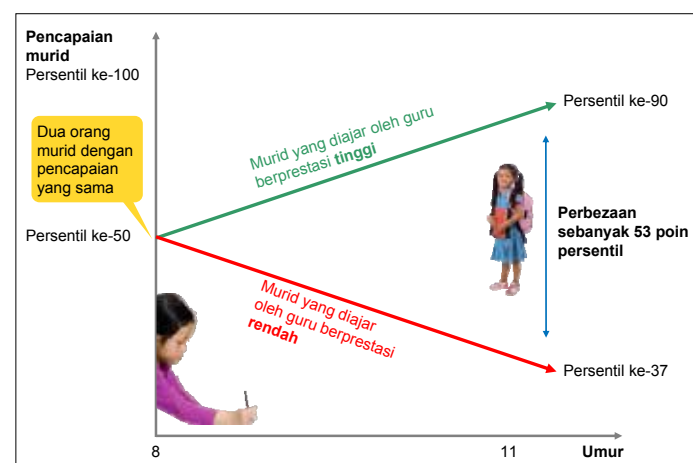 Pencapaian
murid
Persentil ke-100
Dua orang
murid dengan
pencapaian
yang sama
Persentil ke-50
Murid yang diajar oleh guru
berprestasi tinggi
Persentil ke-90
Perbezaan
sebanyak 53 poin
persentil
Murid yang diajar
oleh guru berprestasi
rendah
Persentil ke-37
8
11
Umur